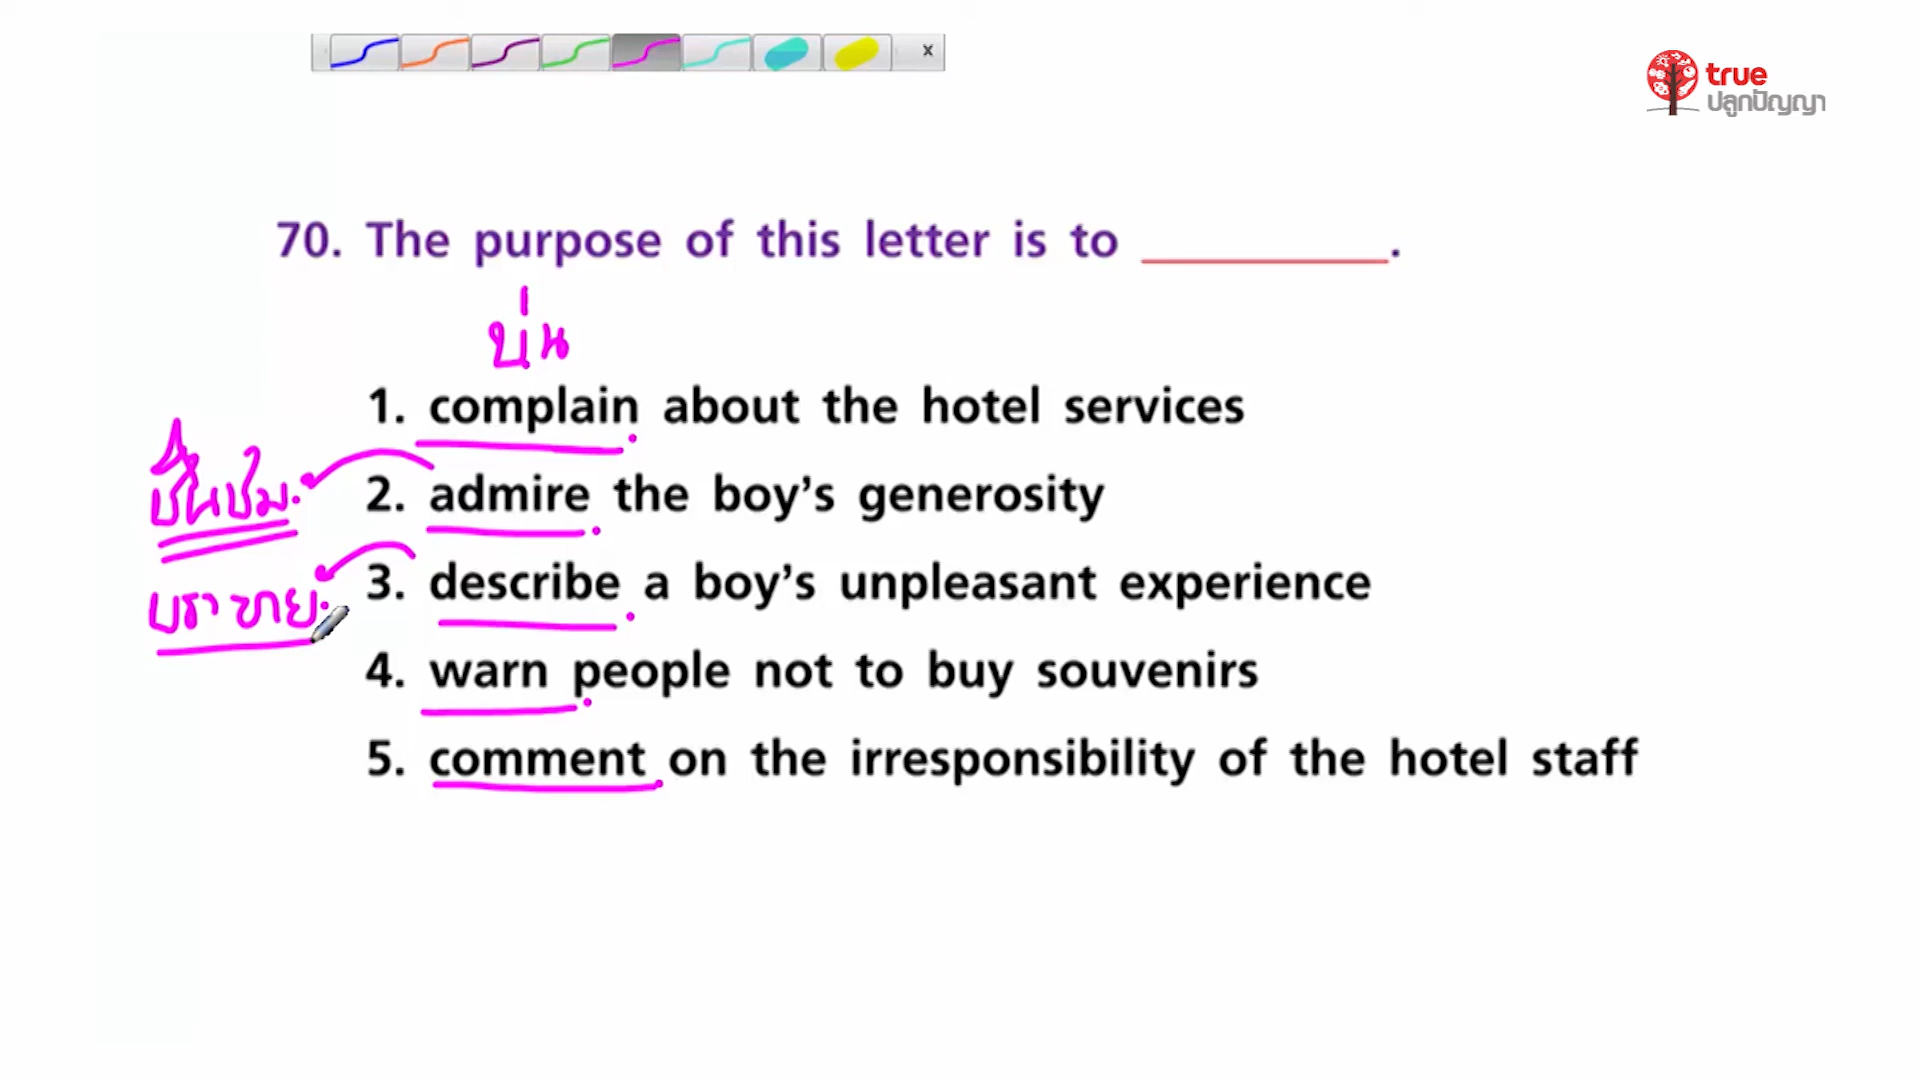 x
true
ปลูกปัญญา
70. The purpose of this letter is to __________.
บ่น
1. complain about the hotel services
ชื่นชม
2. admire the boy's generosity
บรรยาย
3. describe a boy's unpleasant experience
4. warn people not to buy souvenirs
5. comment on the irresponsibility of the hotel staff